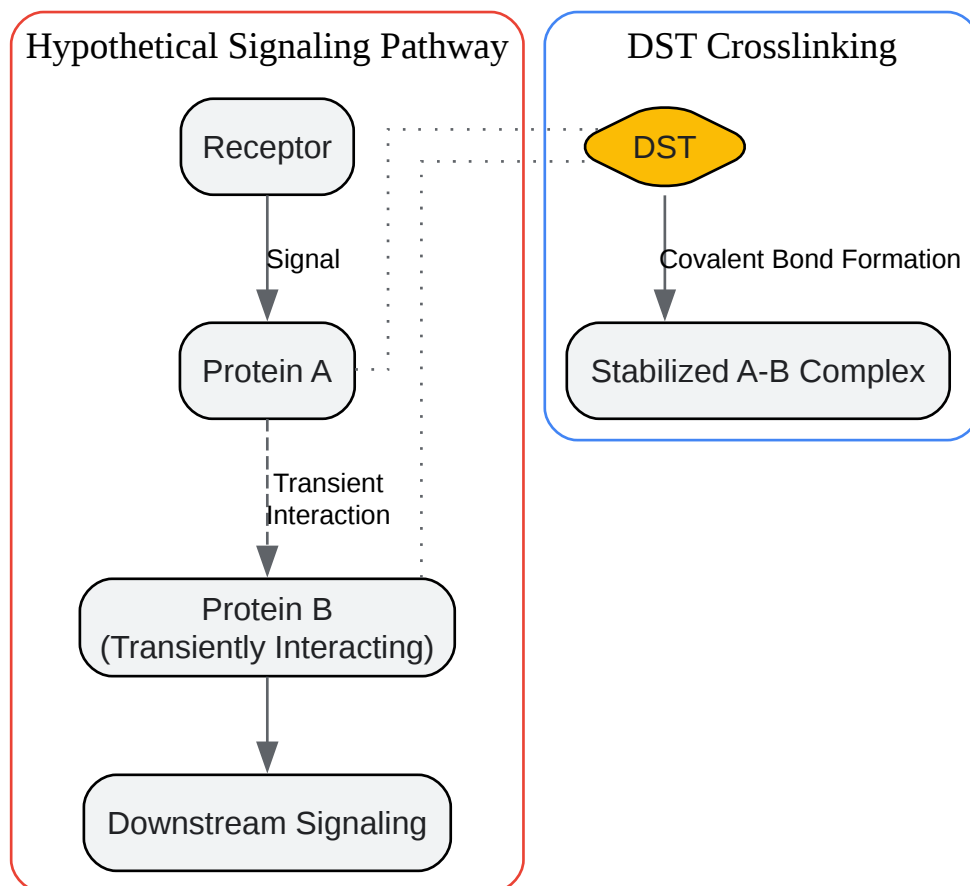 Hypothetical Signaling Pathway
Receptor
Signal
Protein A
Transient
Interaction
Protein B
(Transiently Interacting)
Downstream Signaling
DST Crosslinking
DST
Covalent Bond Formation
Stabilized A-B Complex